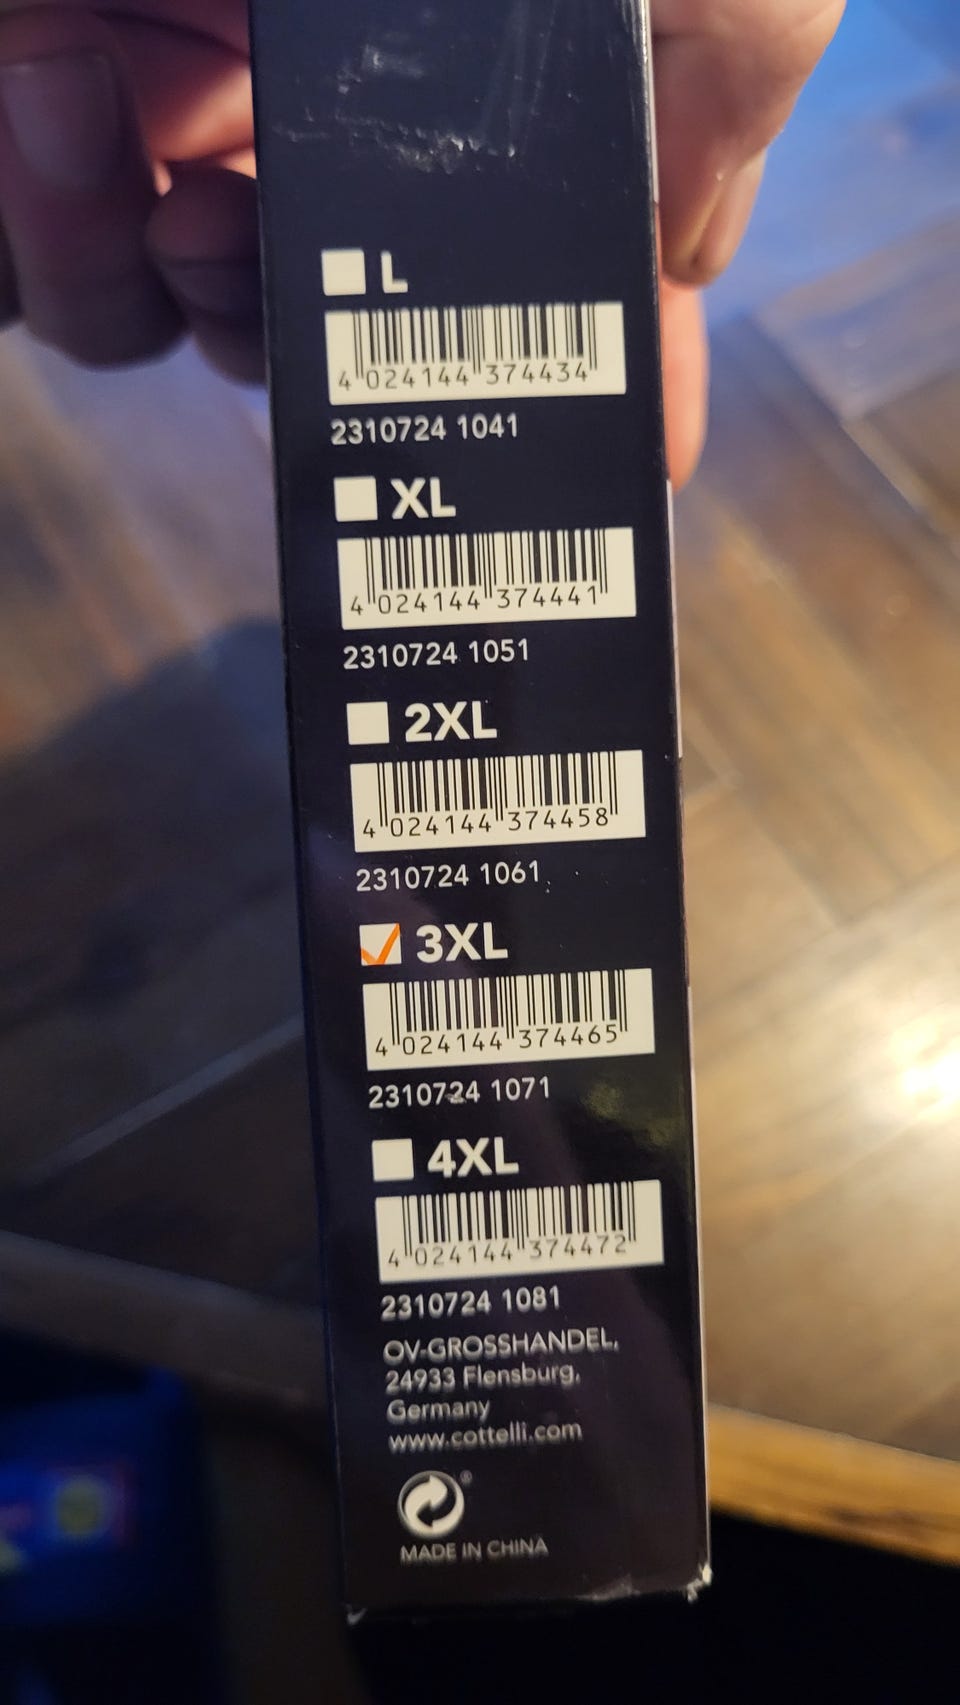 L
4 024144 374434
2310724 1041
XL
4 024144 374441
2310724 1051
2XL
4 024144 374458
2310724 1061
3XL
4 024144 374465
2310724 1071
4XL
4 024144 374472
2310724 1081
OV-GROSSHANDEL,
24933 Flensburg,
Germany
www.cottelli.com
®
MADE IN CHINA